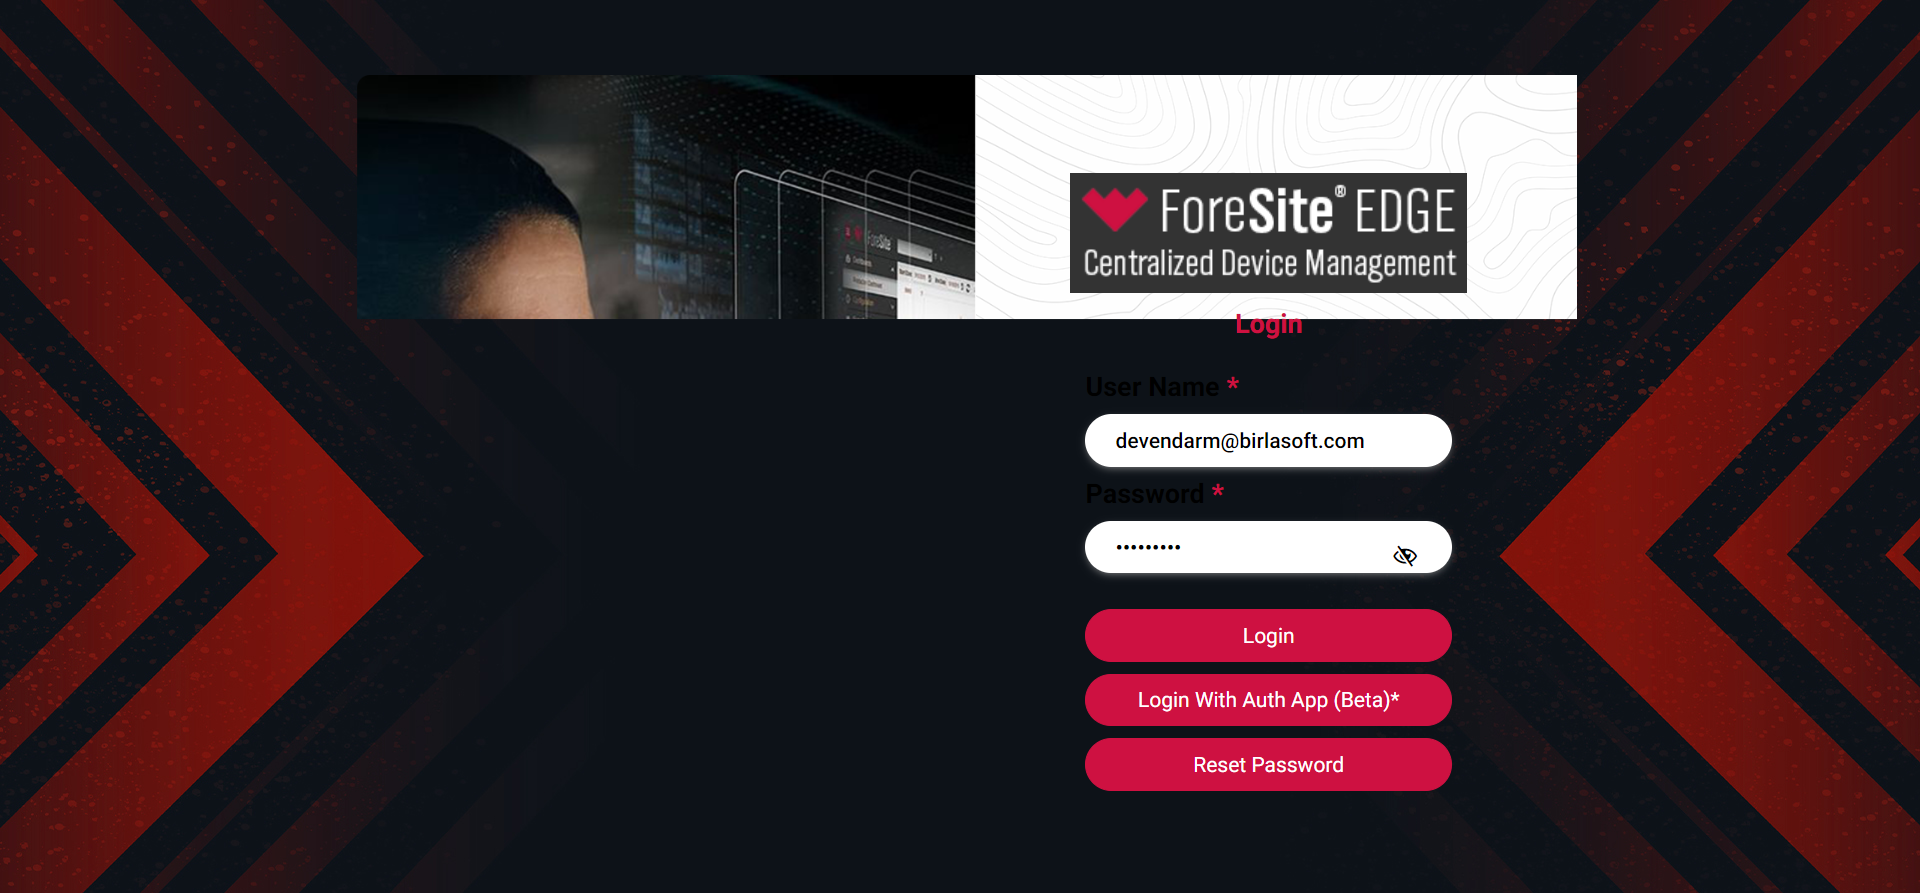 ForeSite
ForeSite® EDGE
Centralized Device Management
Login
User Name *
devendarm@birlasoft.com
Password *
•••••••••
Login
Login With Auth App (Beta)*
Reset Password